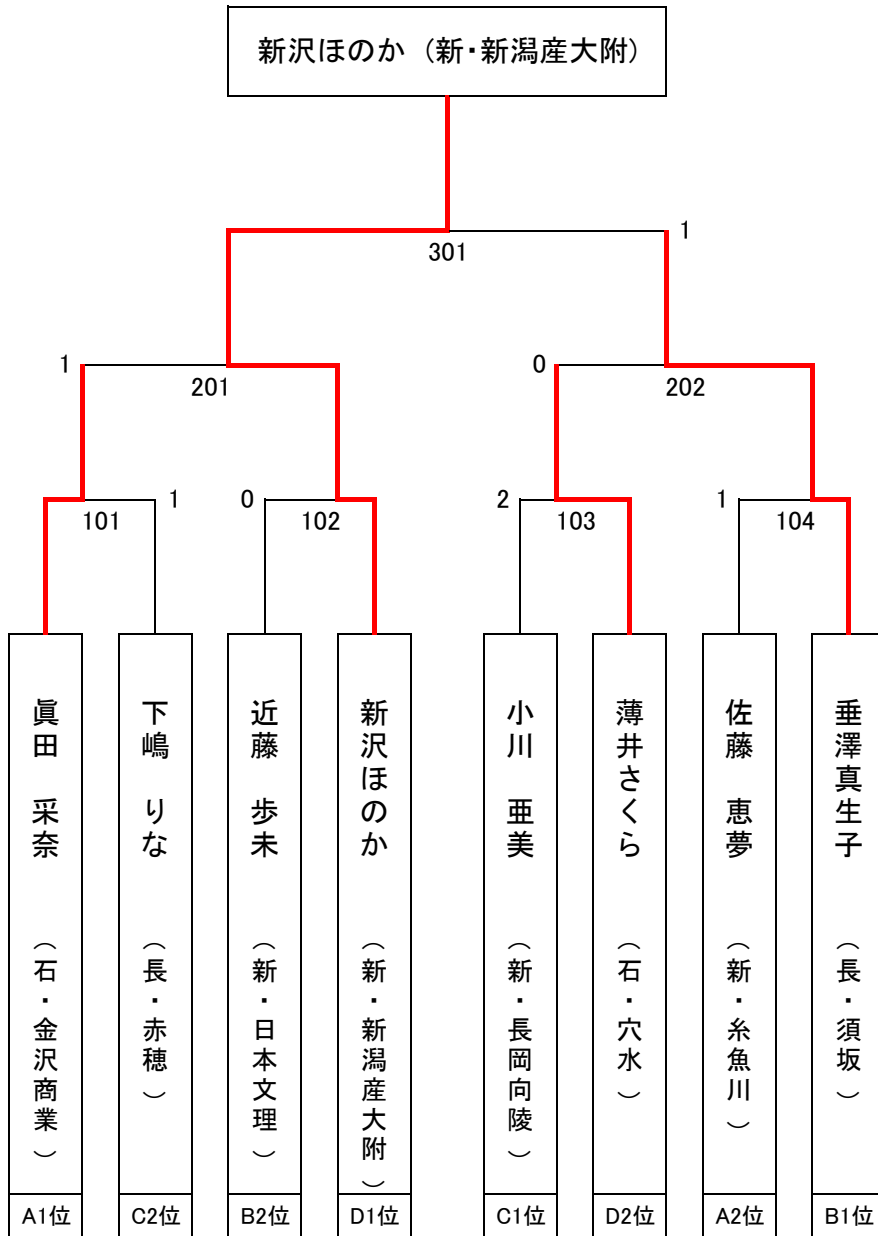 新沢ほのか（新・新潟産大附）
1
301
1
201
0
202
1
101
0
102
2
103
1
104
眞田　采奈　（石・金沢商業）
下嶋　りな　（長・赤穂）
近藤　歩未　（新・日本文理）
新沢ほのか　（新・新潟産大附）
小川　亜美　（新・長岡向陵）
薄井さくら　（石・穴水）
佐藤　恵夢　（新・糸魚川）
垂澤真生子　（長・須坂）
A1位
C2位
B2位
D1位
C1位
D2位
A2位
B1位